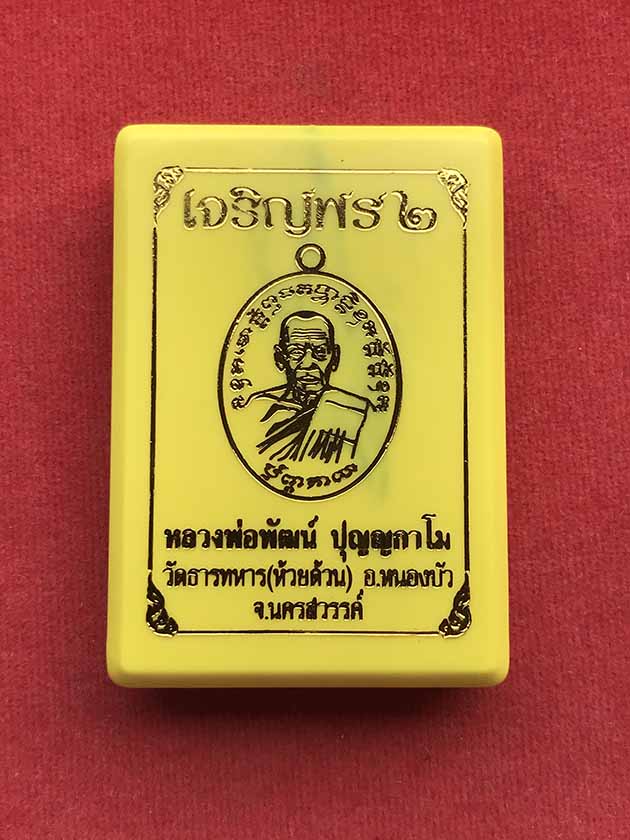 เจริญพร ๒
หลวงพ่อพัฒน์ ปุญญกาโม
วัดธารทหาร(ห้วยด้วน) อ.หนองบัว
จ.นครสวรรค์